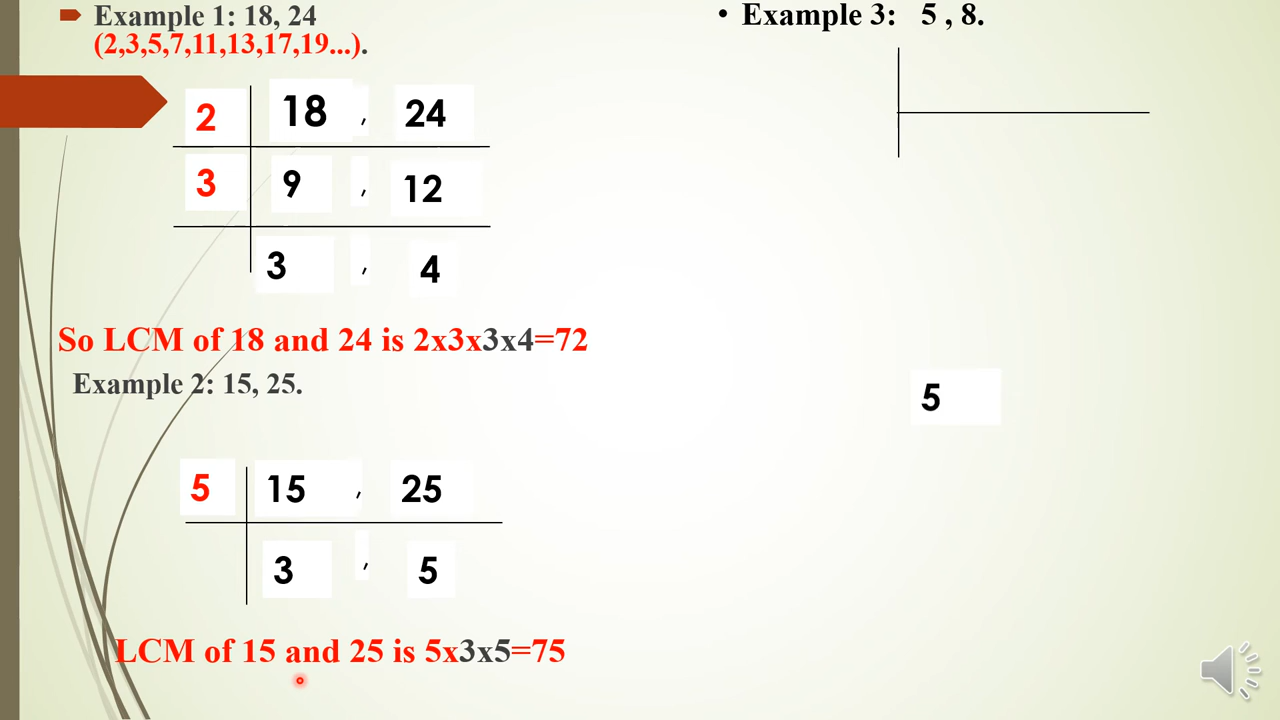 Example 1: 18, 24
(2,3,5,7,11,13,17,19...).
2 18 , 24
3 9 , 12
3 , 4
So LCM of 18 and 24 is 2x3x3x4=72
Example 2: 15, 25.
5 15 , 25
3 , 5
LCM of 15 and 25 is 5x3x5=75
• Example 3: 5 , 8.
5